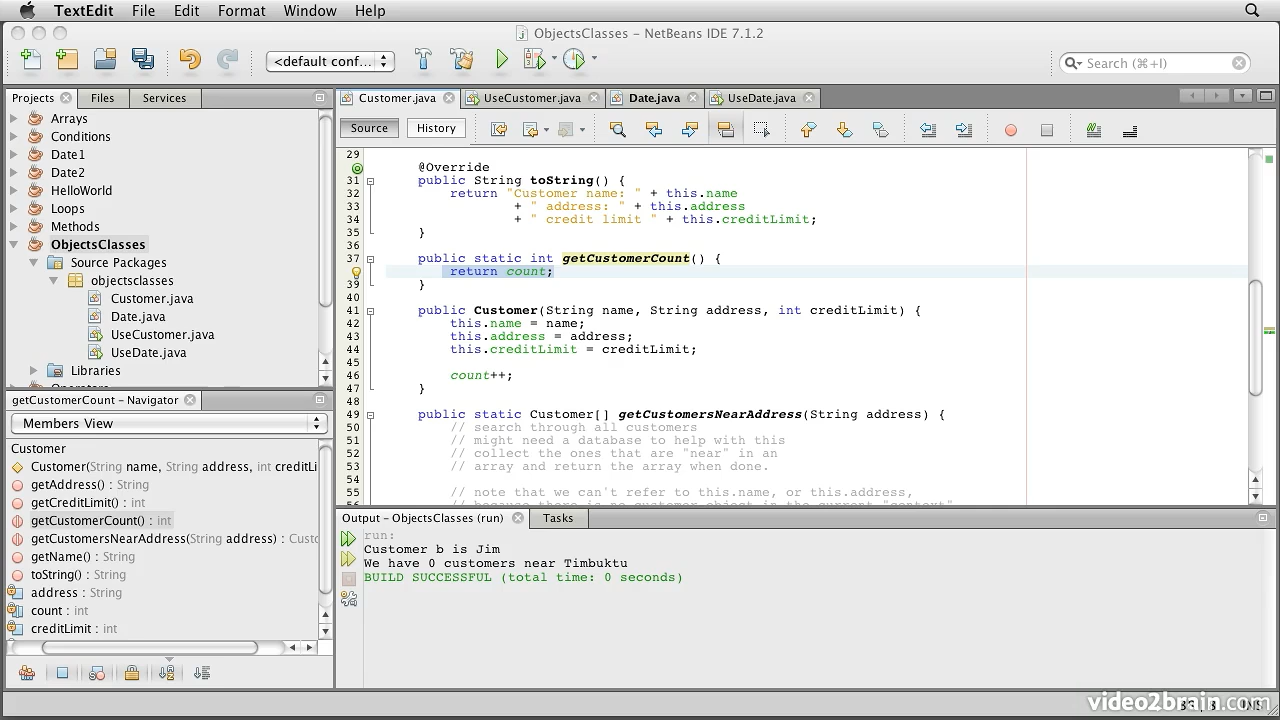 TextEdit File Edit Format Window Help
ObjectsClasses – NetBeans IDE 7.1.2
<default conf...
Search (⌘+I)
Projects Files Services
Customer.java UseCustomer.java Date.java UseDate.java
Source History
Arrays
Conditions
Date1
Date2
HelloWorld
Loops
Methods
ObjectsClasses
Source Packages
objectsclasses
Customer.java
Date.java
UseCustomer.java
UseDate.java
Libraries
29
@Override
31 public String toString() {
32 return "Customer name: " + this.name
33 + " address: " + this.address
34 + " credit limit " + this.creditLimit;
35 }
36
37 public static int getCustomerCount() {
return count;
39 }
40
41 public Customer(String name, String address, int creditLimit) {
42 this.name = name;
43 this.address = address;
44 this.creditLimit = creditLimit;
45
46 count++;
47 }
48
49 public static Customer[] getCustomersNearAddress(String address) {
50 // search through all customers
51 // might need a database to help with this
52 // collect the ones that are "near" in an
53 // array and return the array when done.
54
55 // note that we can't refer to this.name, or this.address,
56 // because there is no customer object in the current "context"
getCustomerCount – Navigator
Members View
Customer
Customer(String name, String address, int creditLi
getAddress() : String
getCreditLimit() : int
getCustomerCount() : int
getCustomersNearAddress(String address) : Custo
getName() : String
toString() : String
address : String
count : int
creditLimit : int
Output – ObjectsClasses (run) Tasks
run:
Customer b is Jim
We have 0 customers near Timbuktu
BUILD SUCCESSFUL (total time: 0 seconds)
video2brain.com